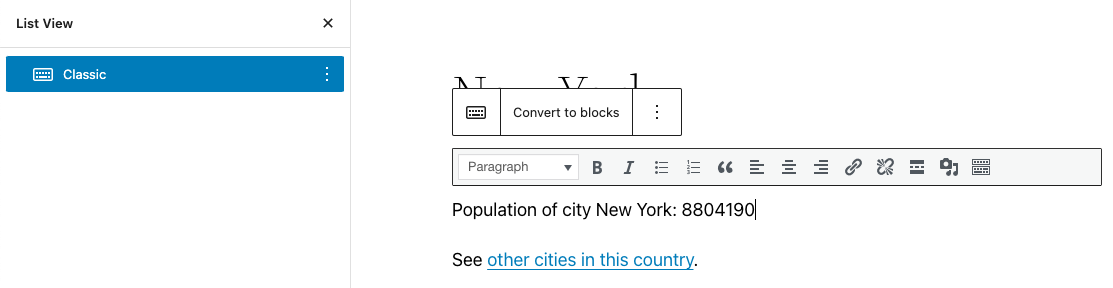 List View
Classic
Convert to blocks
Paragraph
Population of city New York: 8804190
See other cities in this country.